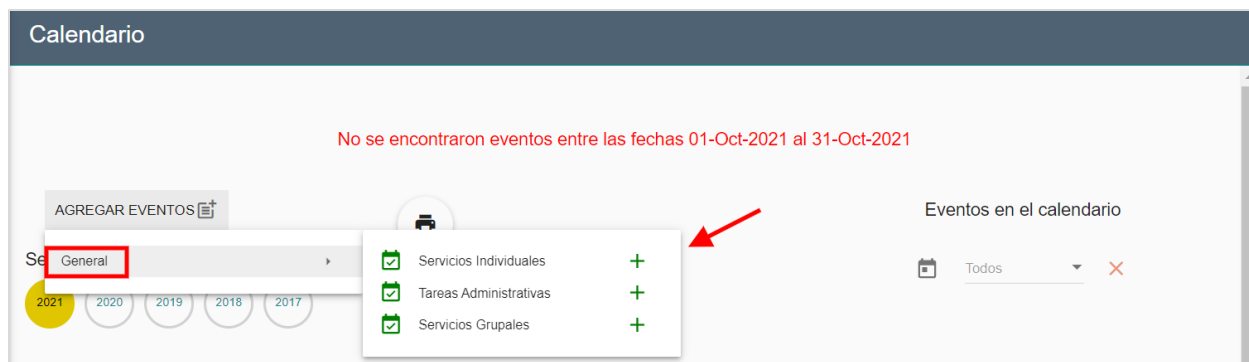 Calendario
No se encontraron eventos entre las fechas 01-Oct-2021 al 31-Oct-2021
AGREGAR EVENTOS
Eventos en el calendario
Se
General
Servicios Individuales
Tareas Administrativas
Servicios Grupales
Todos
2021 2020 2019 2018 2017